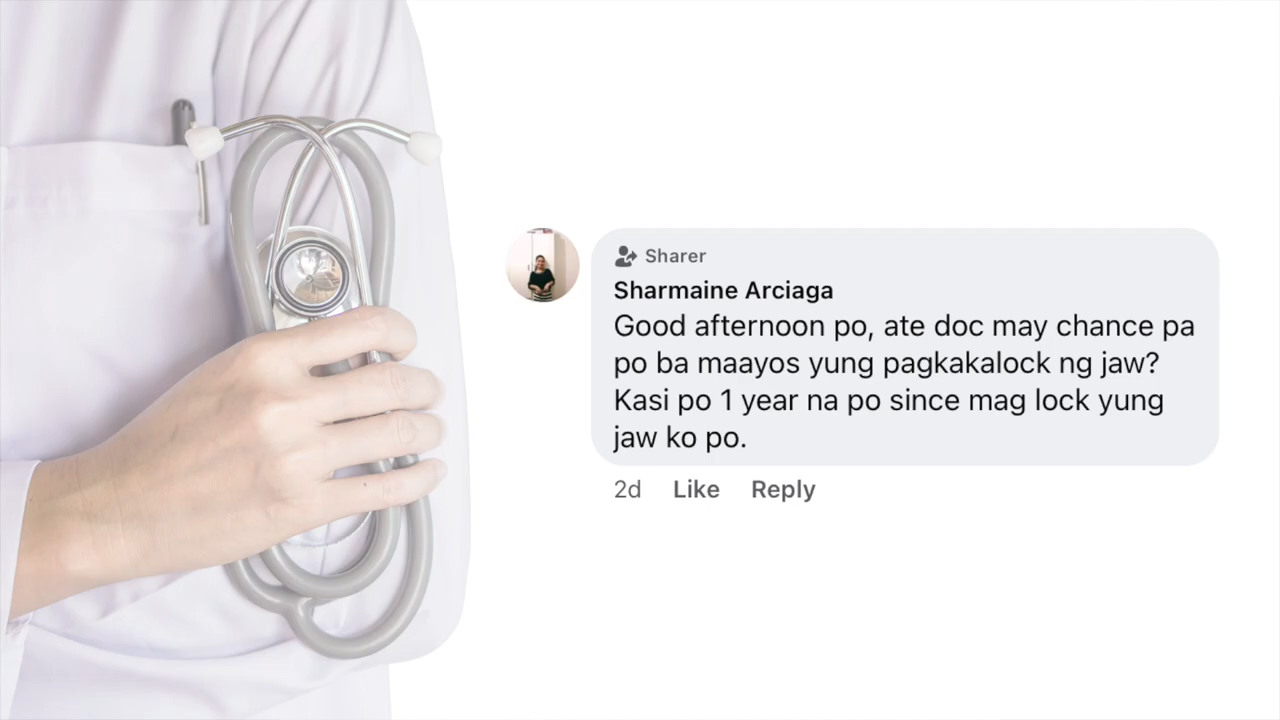 Sharer
Sharmaine Arciaga
Good afternoon po, ate doc may chance pa
po ba maayos yung pagkakalock ng jaw?
Kasi po 1 year na po since mag lock yung
jaw ko po.
2d Like Reply